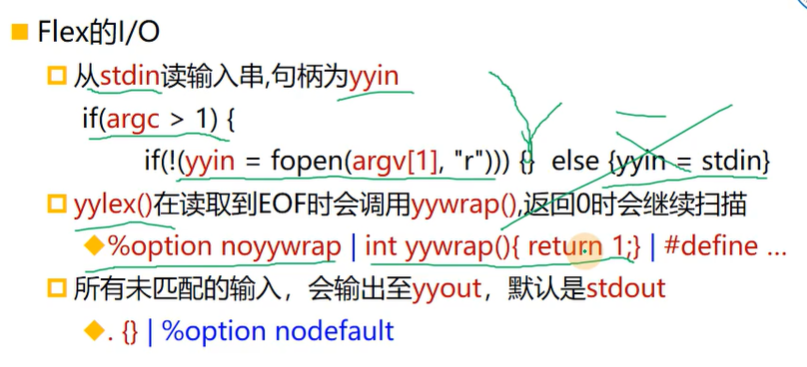 Flex的I/O
从stdin读输入串,句柄为yyin
if(argc > 1) {
if(!(yyin = fopen(argv[1], "r"))) {} else {yyin = stdin}
yylex()在读取到EOF时会调用yywrap(),返回0时会继续扫描
%option noyywrap | int yywrap(){ return 1;} | #define ...
所有未匹配的输入，会输出至yyout，默认是stdout
. {} | %option nodefault